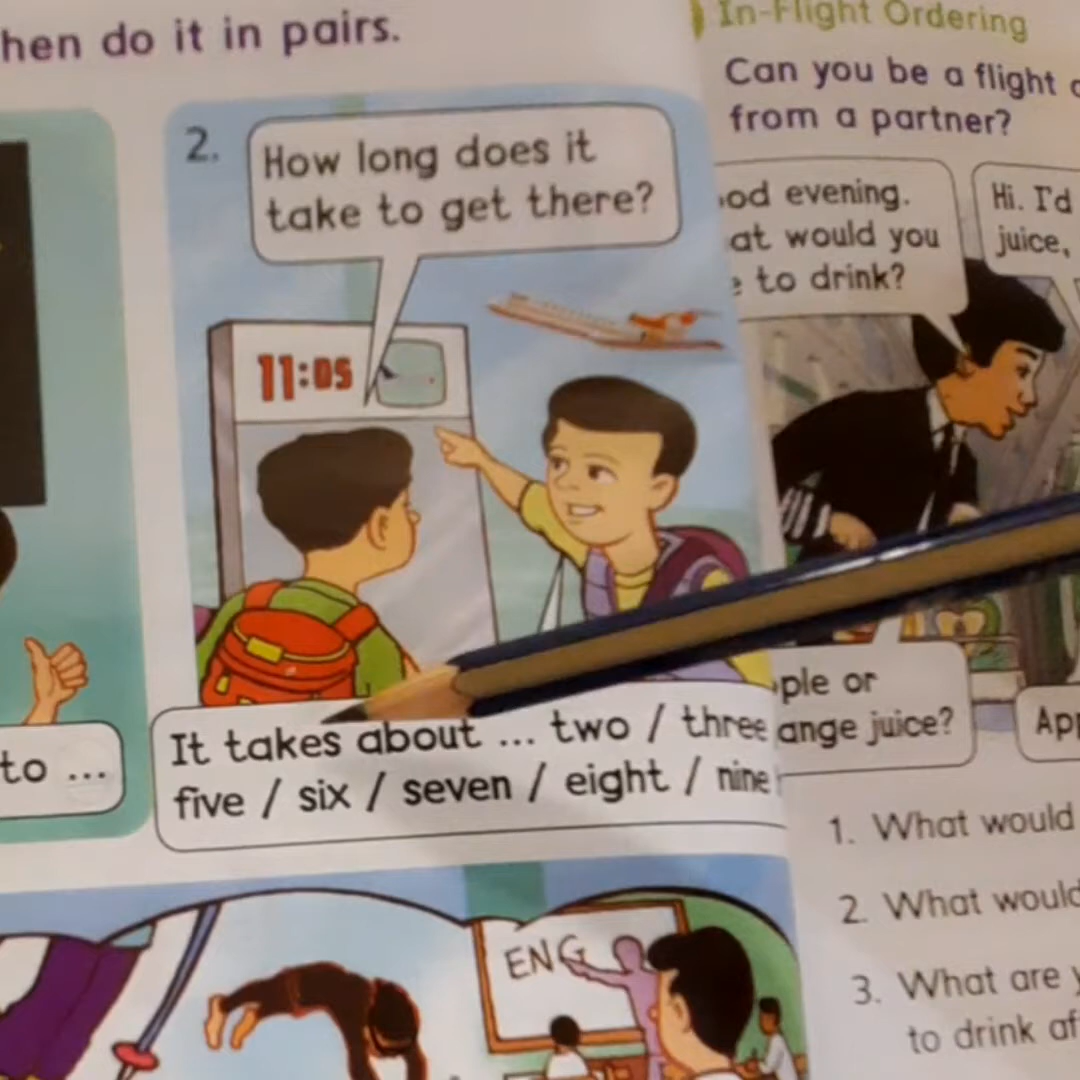 hen do it in pairs.
2.
How long does it
take to get there?
11:05
It takes about ... two / three
five / six / seven / eight / nine
to ...
ENG
In-Flight Ordering
Can you be a flight
from a partner?
od evening.
at would you
to drink?
Hi. I'd
juice,
ple or
ange juice?
App
1. What would
2. What would
3. What are y
to drink af